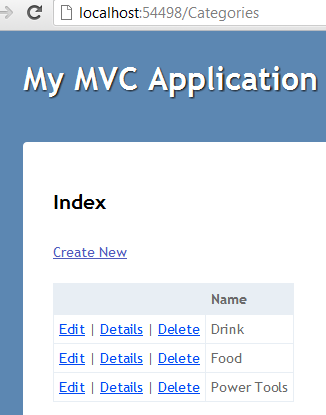 localhost:54498/Categories
My MVC Application
Index
Create New
Name
Edit | Details | Delete Drink
Edit | Details | Delete Food
Edit | Details | Delete Power Tools